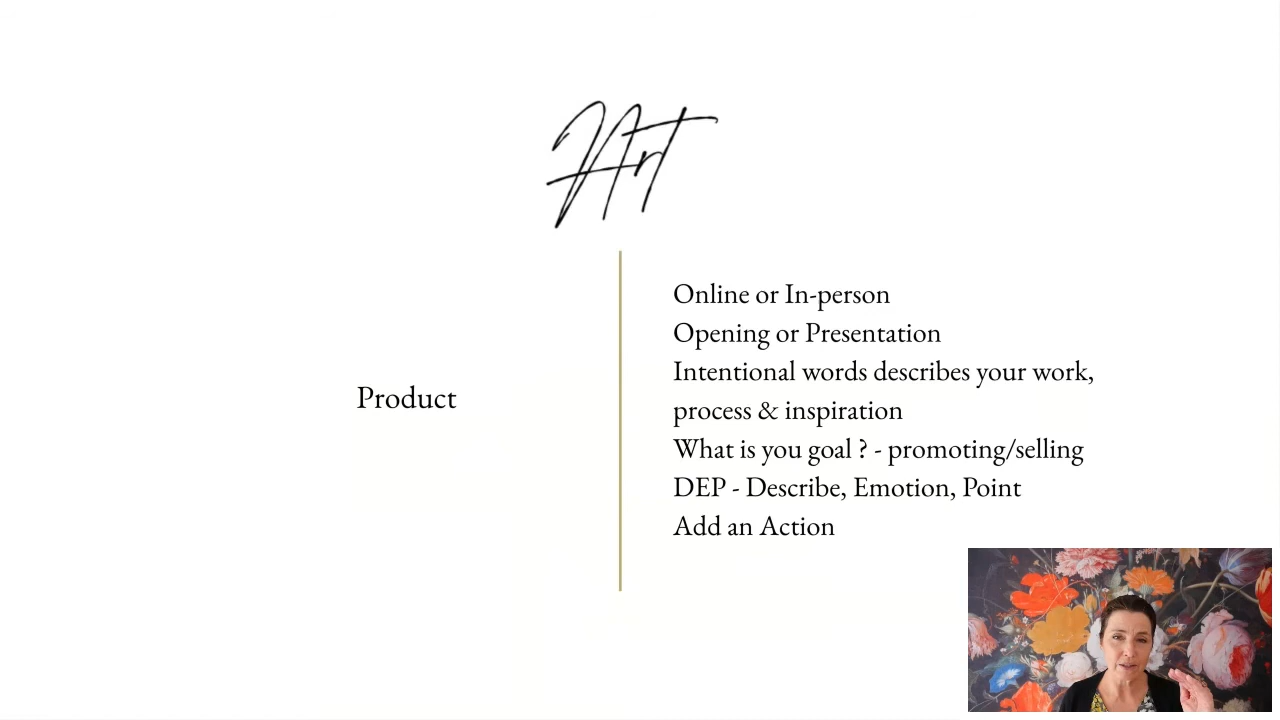 Art
Product
Online or In-person
Opening or Presentation
Intentional words describes your work,
process & inspiration
What is you goal ? - promoting/selling
DEP - Describe, Emotion, Point
Add an Action